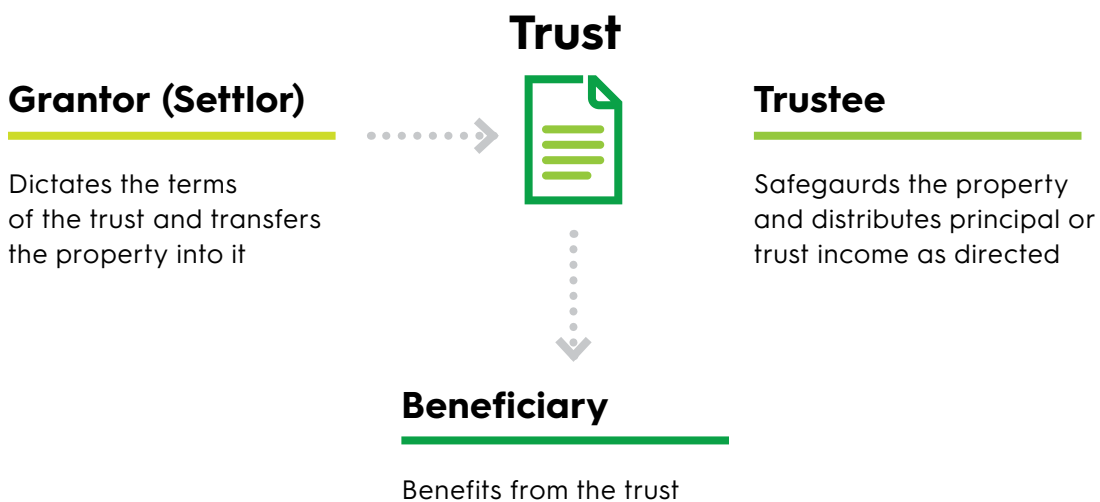 Trust
Grantor (Settlor)
Dictates the terms
of the trust and transfers
the property into it
Trustee
Safegaurds the property
and distributes principal or
trust income as directed
Beneficiary
Benefits from the trust